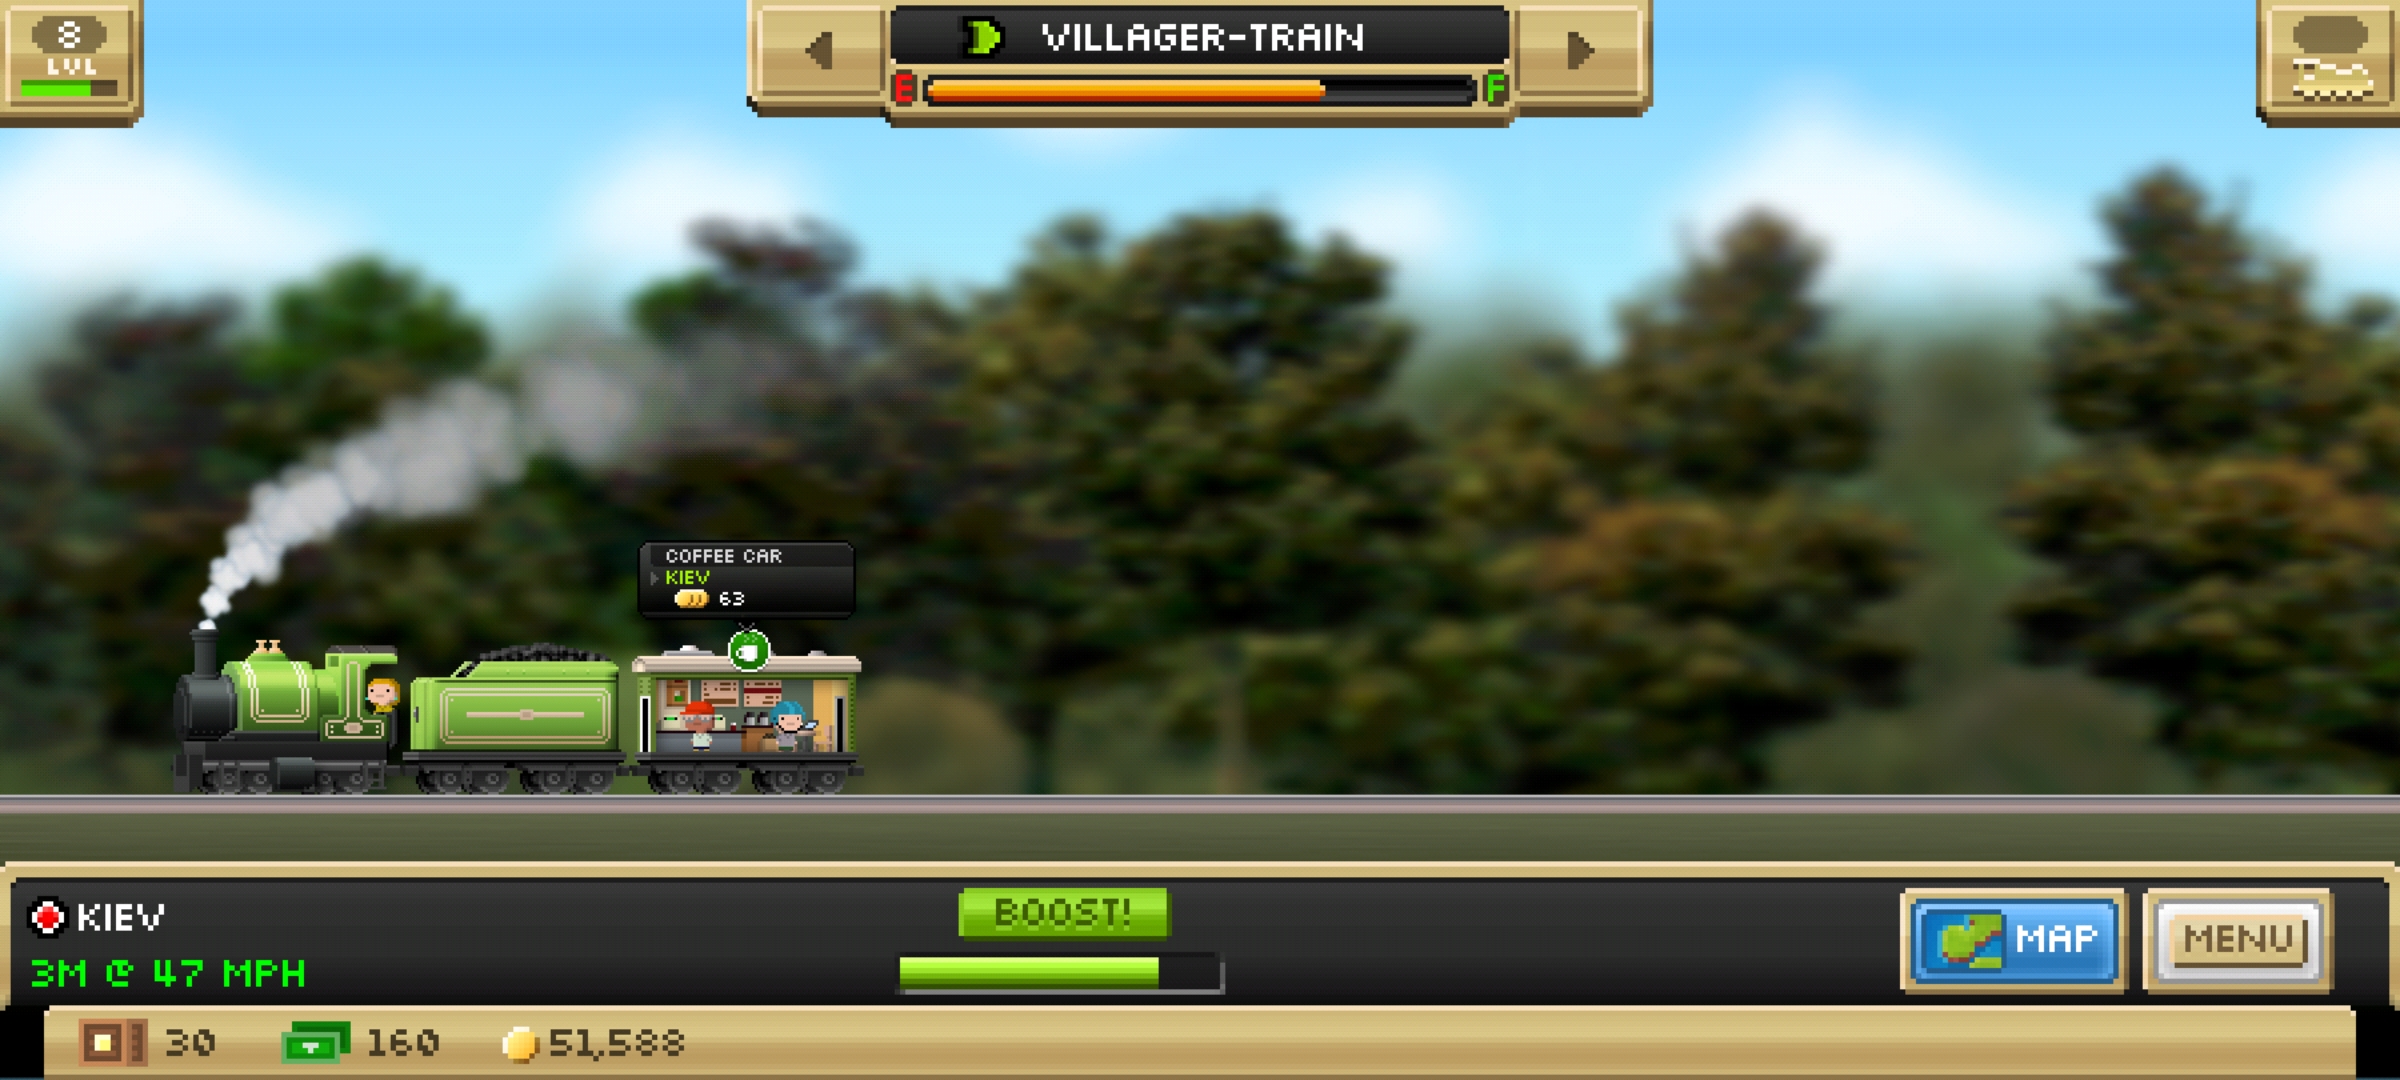 8
LVL
VILLAGER-TRAIN
E F
COFFEE CAR
KIEV
63
KIEV
3M @ 47 MPH
BOOST!
MAP
MENU
30
160
51,588